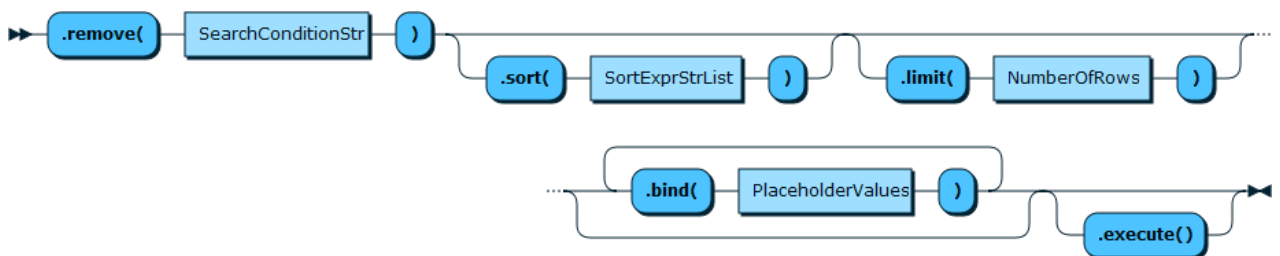 .remove( SearchConditionStr )
.sort( SortExprStrList ) .limit( NumberOfRows )
.bind( PlaceholderValues )
.execute()